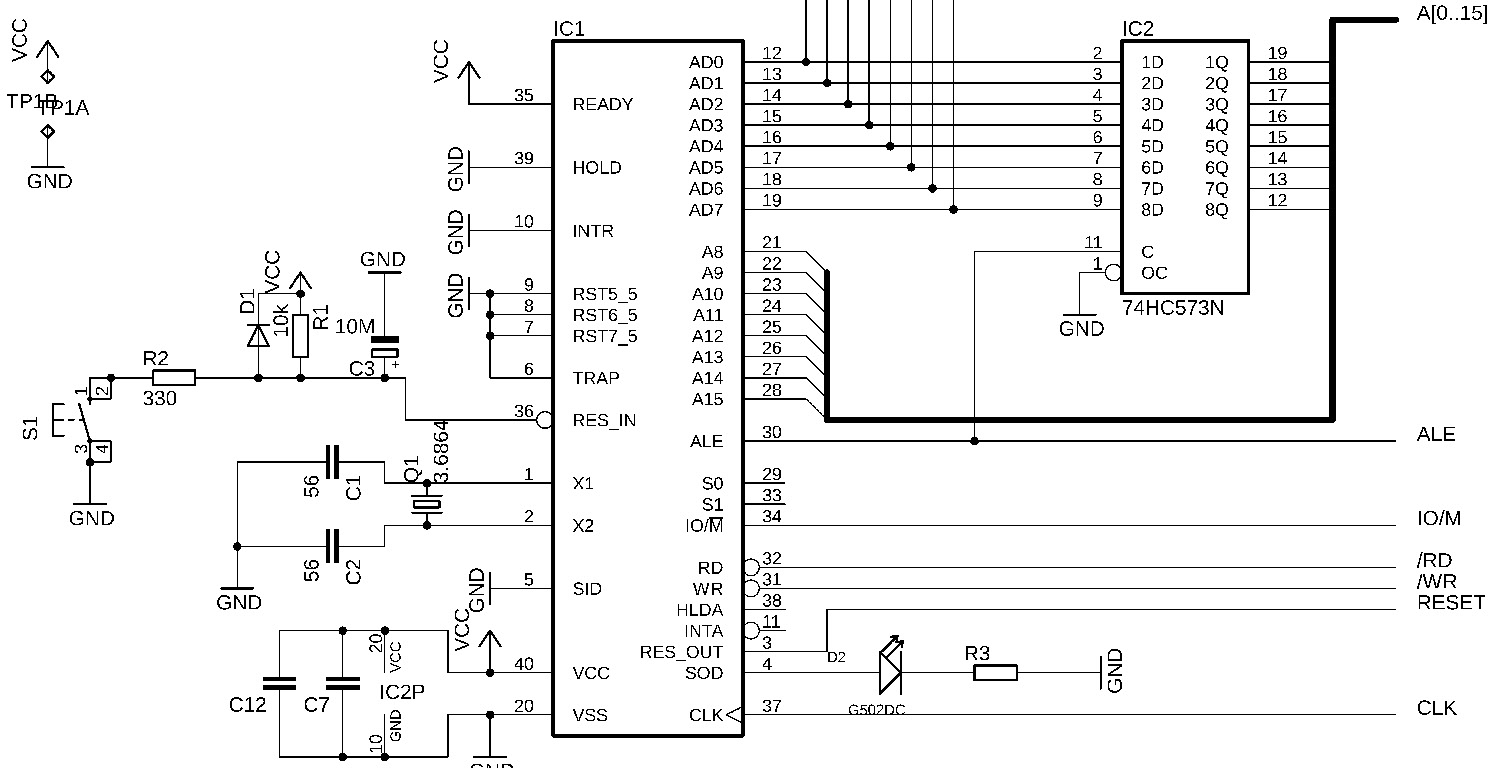 VCC
TP1B
TP1A
GND
IC1
VCC
35 READY
GND 39 HOLD
GND 10 INTR
GND 9 RST5_5
8 RST6_5
7 RST7_5
6 TRAP
36 RES_IN
1 X1
2 X2
GND 5 SID
VCC 40 VCC
20 VSS
GND
AD0 12
AD1 13
AD2 14
AD3 15
AD4 16
AD5 17
AD6 18
AD7 19
A8 21
A9 22
A10 23
A11 24
A12 25
A13 26
A14 27
A15 28
ALE 30
S0 29
S1 33
IO/M 34
RD 32
WR 31
HLDA 38
INTA 11
RES_OUT 3
SOD 4
CLK 37
IC2
2 1D 1Q 19
3 2D 2Q 18
4 3D 3Q 17
5 4D 4Q 16
6 5D 5Q 15
7 6D 6Q 14
8 7D 7Q 13
9 8D 8Q 12
11 C
1 OC
74HC573N
GND
A[0..15]
ALE
IO/M
/RD
/WR
RESET
CLK
D2
G502DC
R3
GND
GND
VCC
D1
10k
R1
10M
C3
+
R2
330
S1
1
2
3
4
GND
Q1
3.6864
56
C1
56
C2
GND
C12
C7
20
VCC
IC2P
GND
10